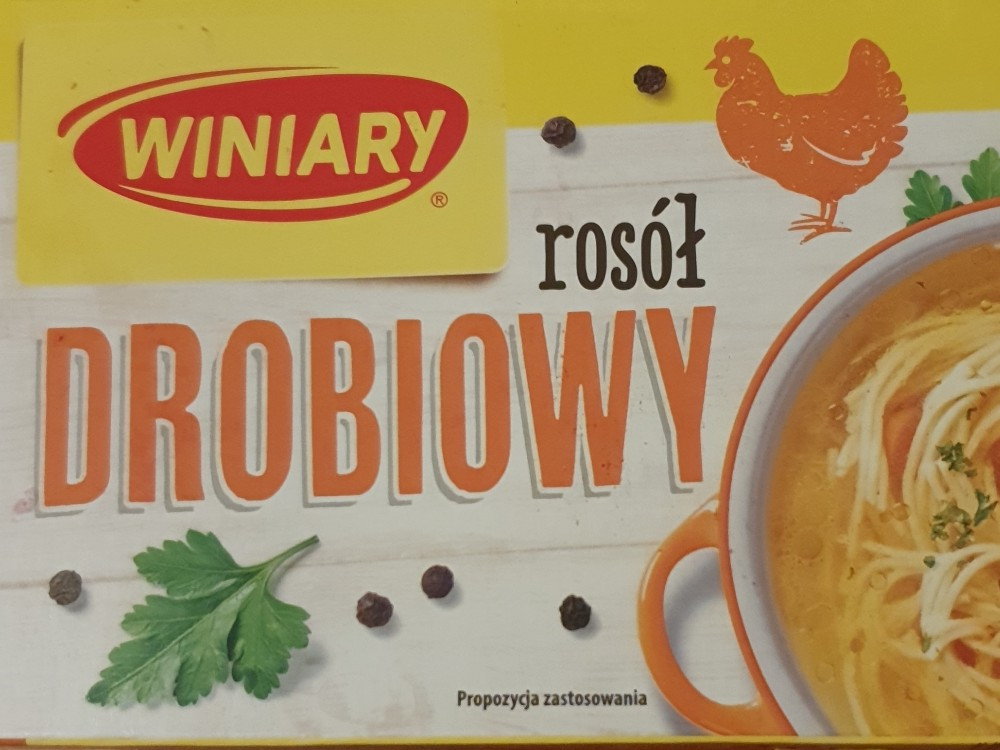 WINIARY
®
rosół
DROBIOWY
Propozycja zastosowania